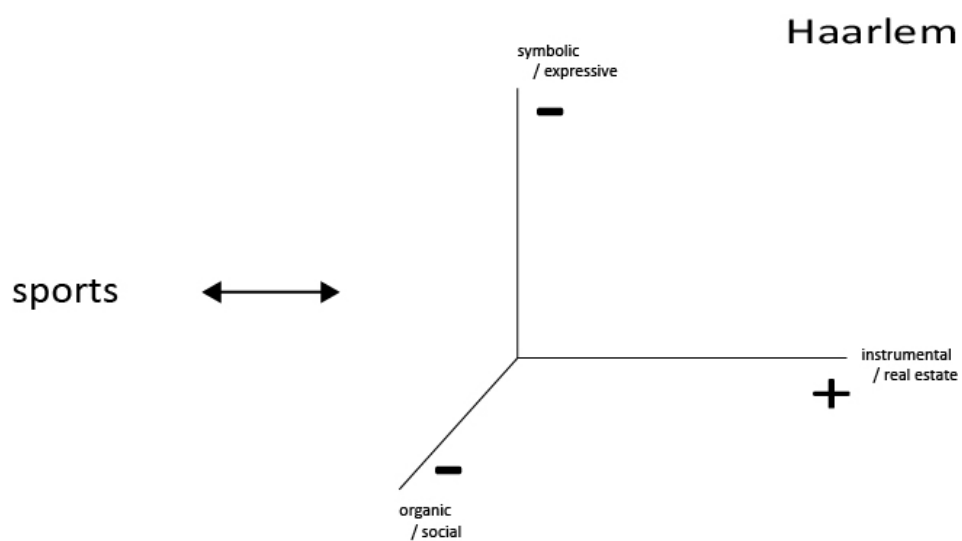 Haarlem
symbolic
/ expressive
−
sports
instrumental
/ real estate
+
−
organic
/ social